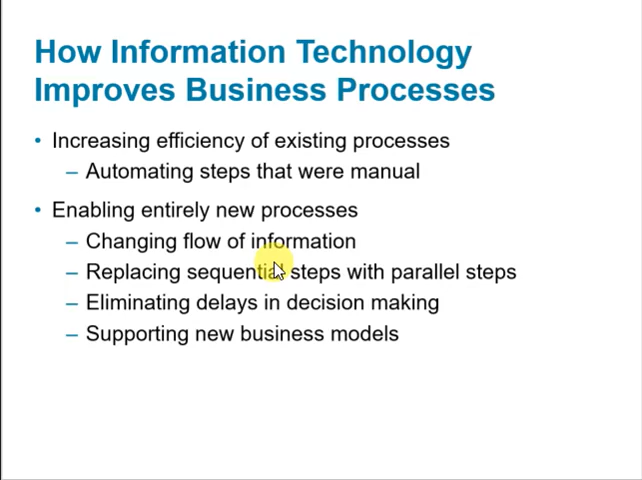 How Information Technology
Improves Business Processes
• Increasing efficiency of existing processes
– Automating steps that were manual
• Enabling entirely new processes
– Changing flow of information
– Replacing sequential steps with parallel steps
– Eliminating delays in decision making
– Supporting new business models